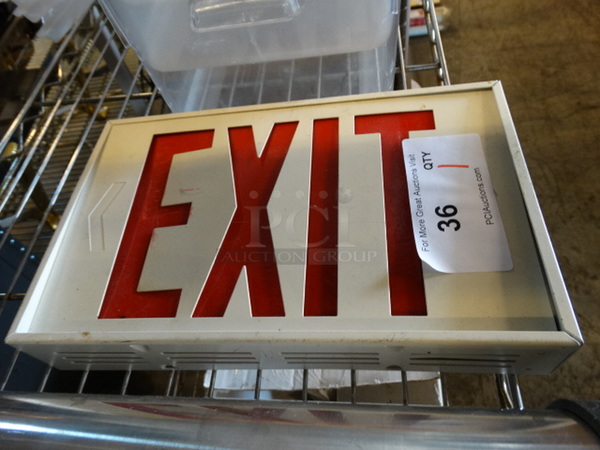 EXIT
PCI
AUCTION GROUP
For More Great Auctions Visit
36
QTY
1
PCIAuctions.com